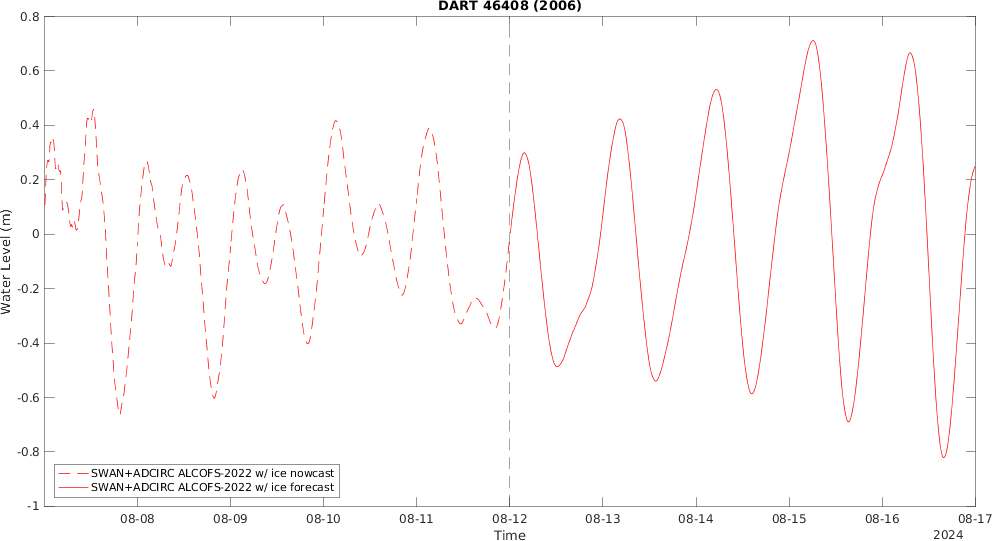 DART 46408 (2006)
0.8
0.6
0.4
0.2
0
-0.2
-0.4
-0.6
-0.8
-1
Water Level (m)
SWAN+ADCIRC ALCOFS-2022 w/ ice nowcast
SWAN+ADCIRC ALCOFS-2022 w/ ice forecast
08-08 08-09 08-10 08-11 08-12 08-13 08-14 08-15 08-16 08-17
Time
2024